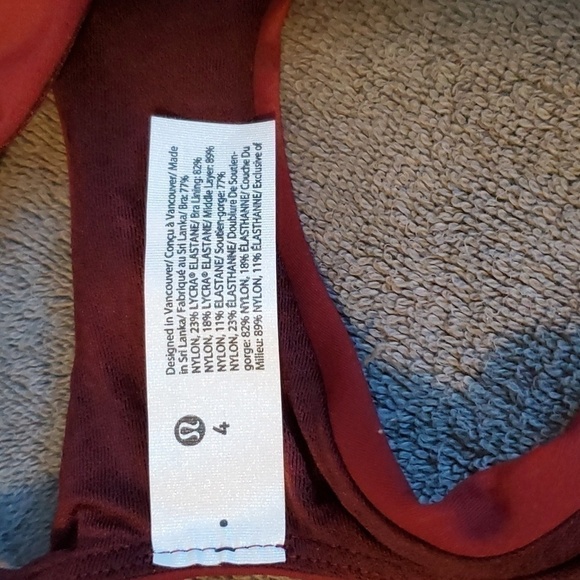 Designed in Vancouver/ Conçu à Vancouver/ Made
in Sri Lanka/ Fabriqué au Sri Lanka/ Bra: 77%
NYLON, 23% LYCRA® ELASTANE/ Bra Lining: 82%
NYLON, 18% LYCRA® ELASTANE/ Middle Layer: 89%
NYLON, 11% ELASTANE/ Soutien-gorge: 77%
NYLON, 23% ÉLASTHANNE/ Doublure De Soutien-
gorge: 82% NYLON, 18% ÉLASTHANNE/ Couche Du
Milieu: 89% NYLON, 11% ÉLASTHANNE/ Exclusive of
4